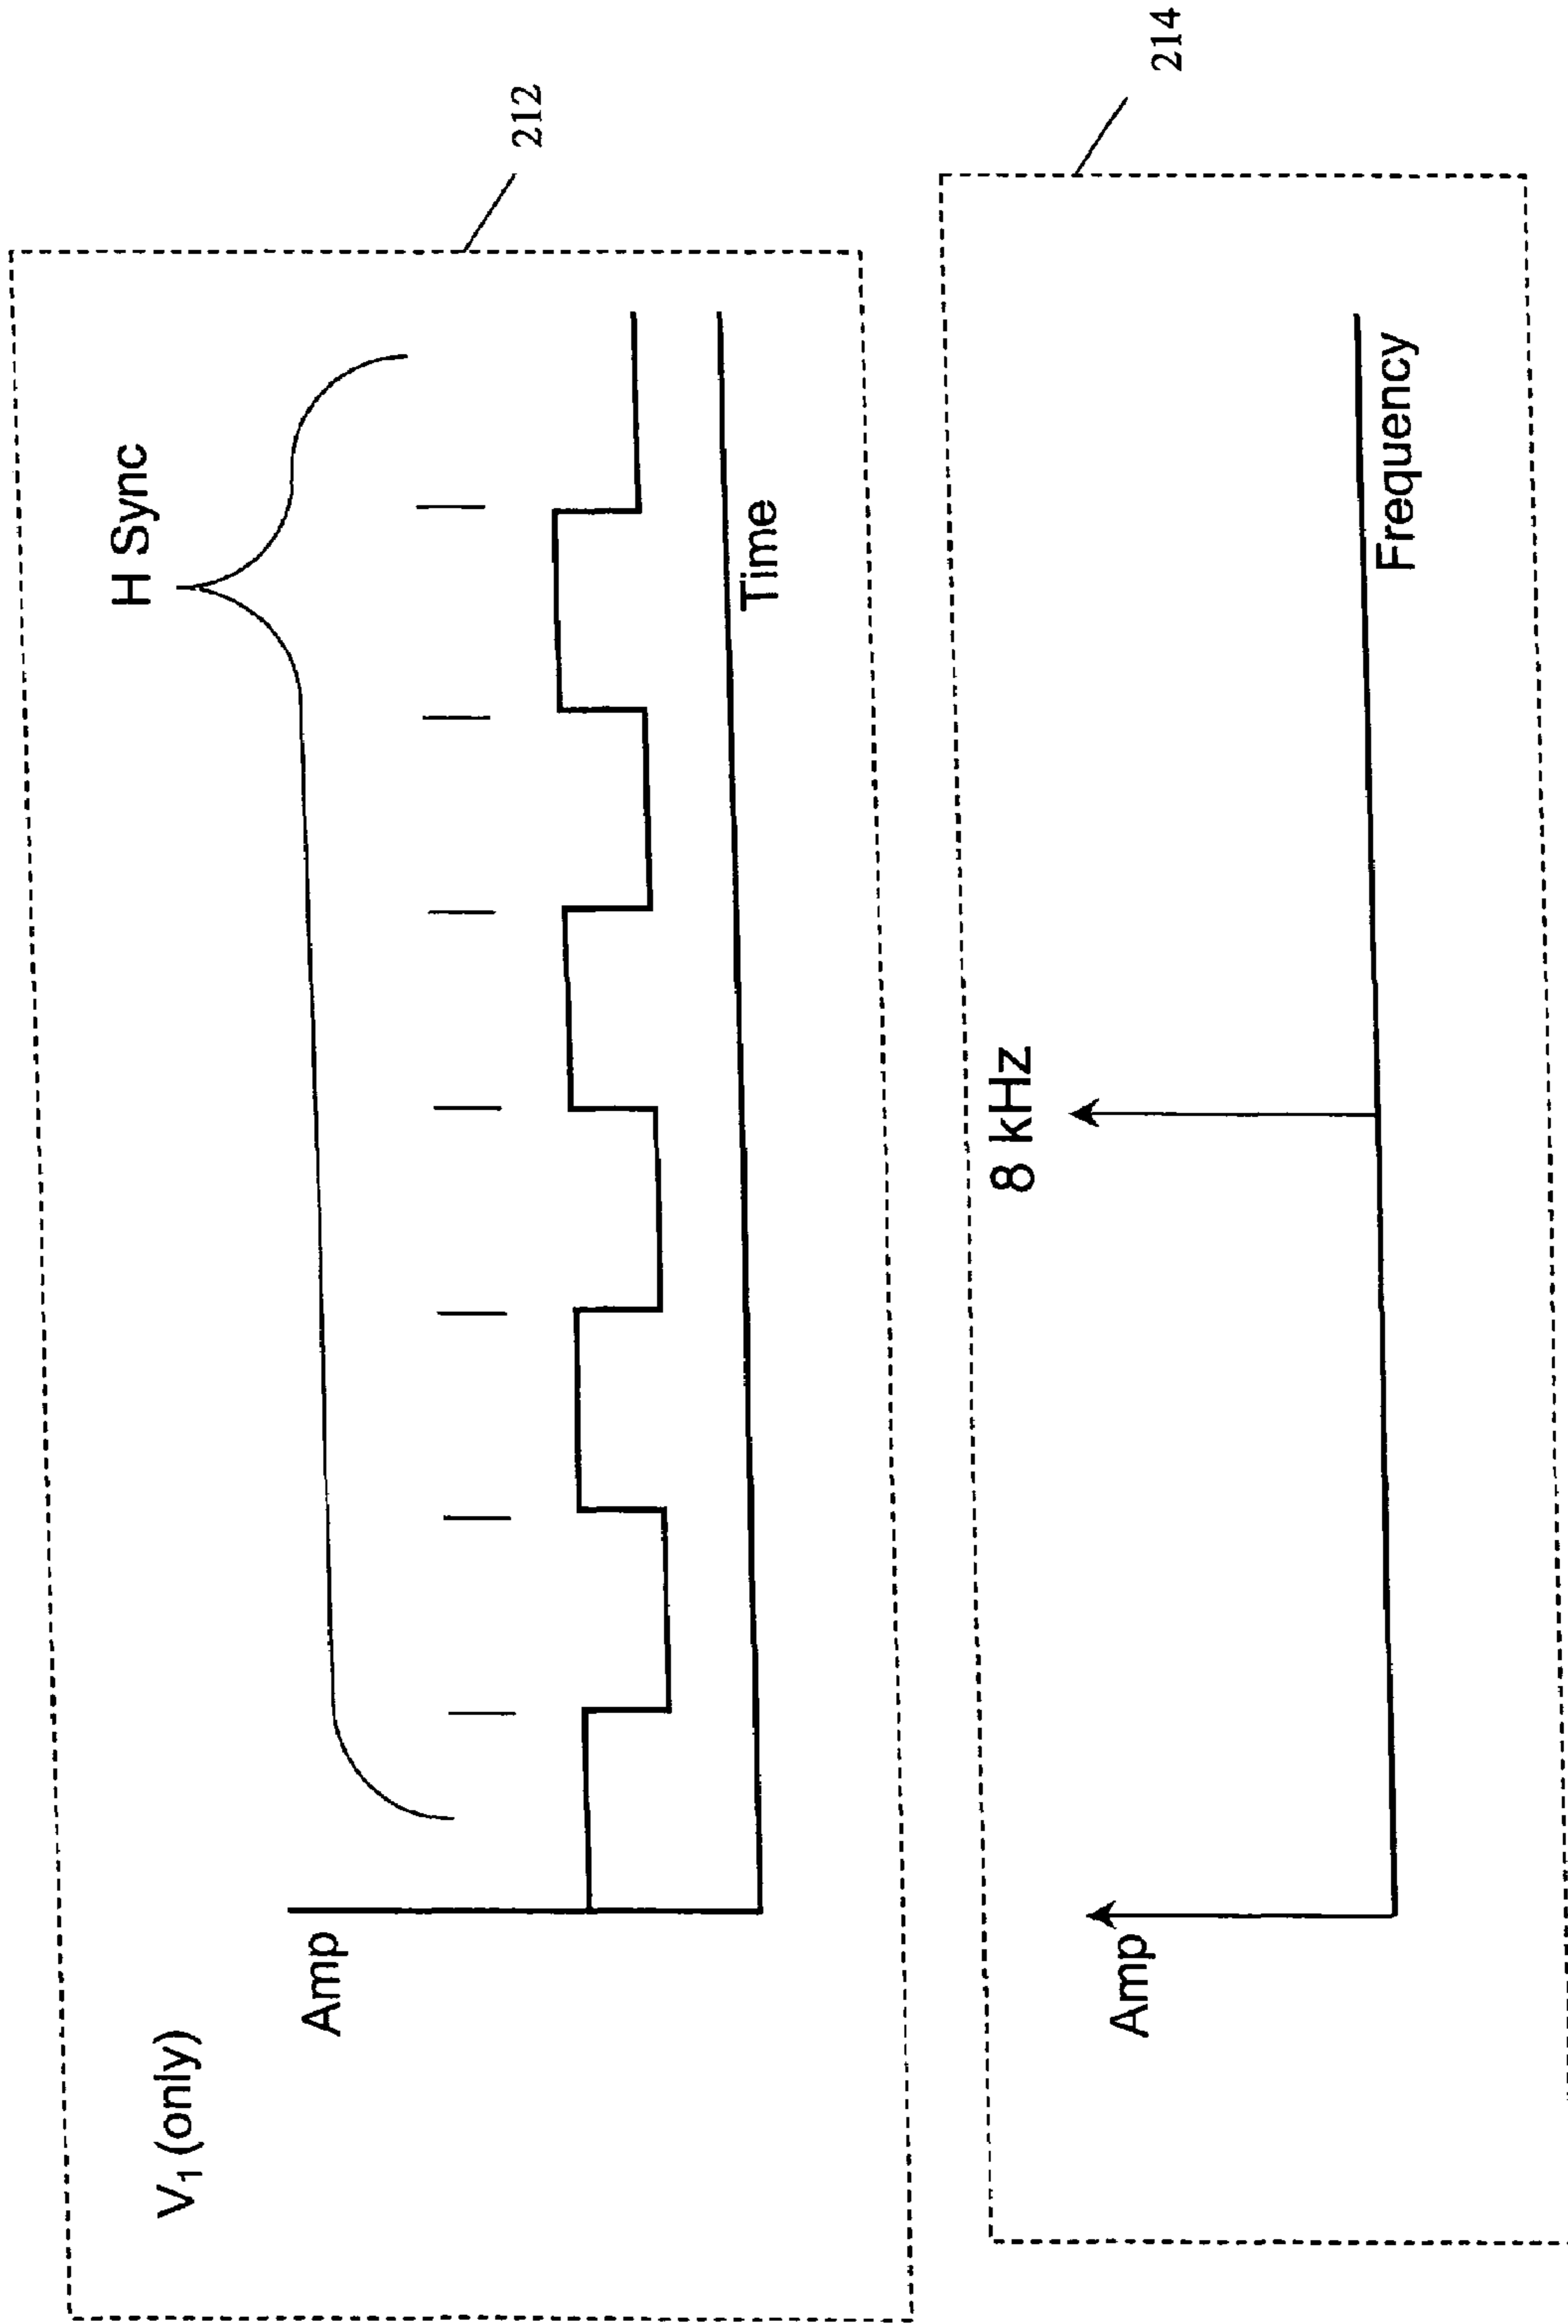 V₁ (only)
H Sync
Amp
Time
212
8 kHz
Amp
Frequency
214